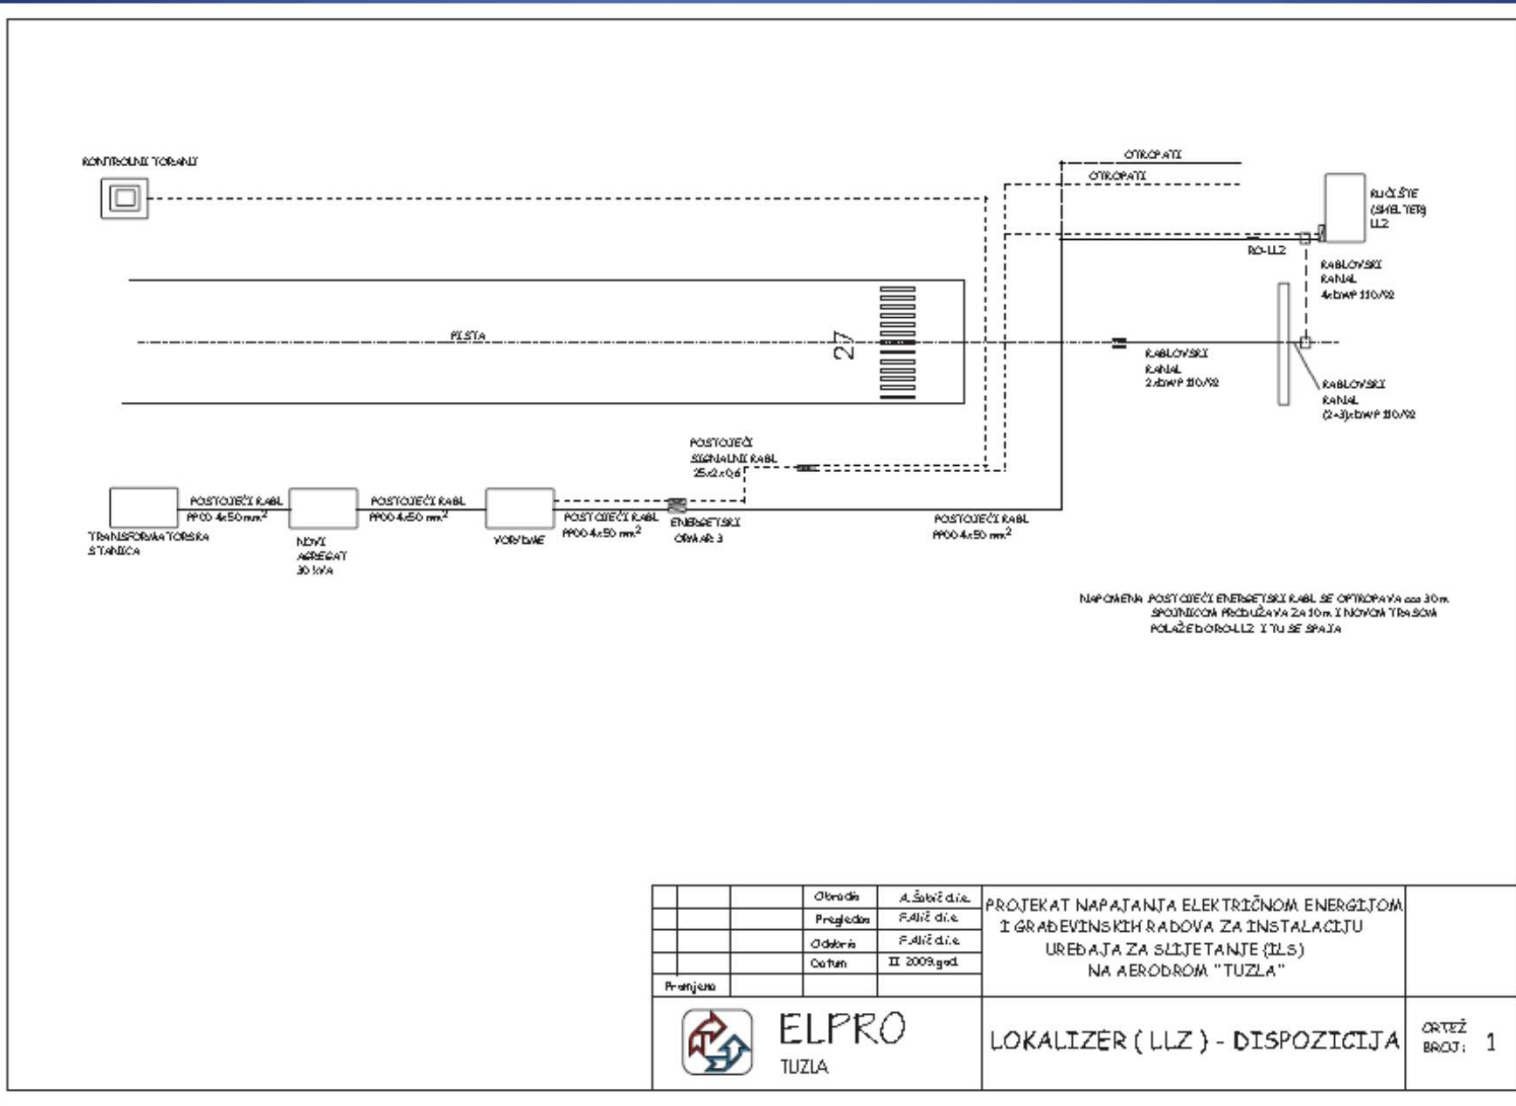 KONTROLNI TORANJ
OTKOPATI
OTKOPATI
KUĆIŠTE
(SHELTER)
LLZ
RO-LLZ
KABLOVSKI
KANAL
4xDWP 110/92
PISTA
27
KABLOVSKI
KANAL
2xDWP 110/92
KABLOVSKI
KANAL
(2+3)xDWP 110/92
POSTOJEĆI
SIGNALNI KABL
25x2x0,6
POSTOJEĆI KABL
PP00 4x50 mm²
POSTOJEĆI KABL
PP00 4x50 mm²
POSTOJEĆI KABL
PP00 4x50 mm²
ENERGETSKI
ORMAR 3
POSTOJEĆI KABL
PP00 4x50 mm²
TRANSFORMATORSKA
STANICA
NOVI
AGREGAT
30 kVA
VOR/DME
NAPOMENA POSTOJEĆI ENERGETSKI KABL SE OTKOPAVA cca 30m
SPOJNICOM PRODUŽAVA ZA 10m I NOVOM TRASOM
POLAŽE DO RO-LLZ I TU SE SPAJA
Obradio A.Šabić d.i.e.
Pregledao F.Alić d.i.e.
Odobrio F.Alić d.i.e.
Datum II 2009.god.
Promjena
PROJEKAT NAPAJANJA ELEKTRIČNOM ENERGIJOM
I GRAĐEVINSKIH RADOVA ZA INSTALACIJU
UREĐAJA ZA SLIJETANJE (ILS)
NA AERODROM "TUZLA"
ELPRO
TUZLA
LOKALIZER ( LLZ ) - DISPOZICIJA
CRTEŽ
BROJ: 1